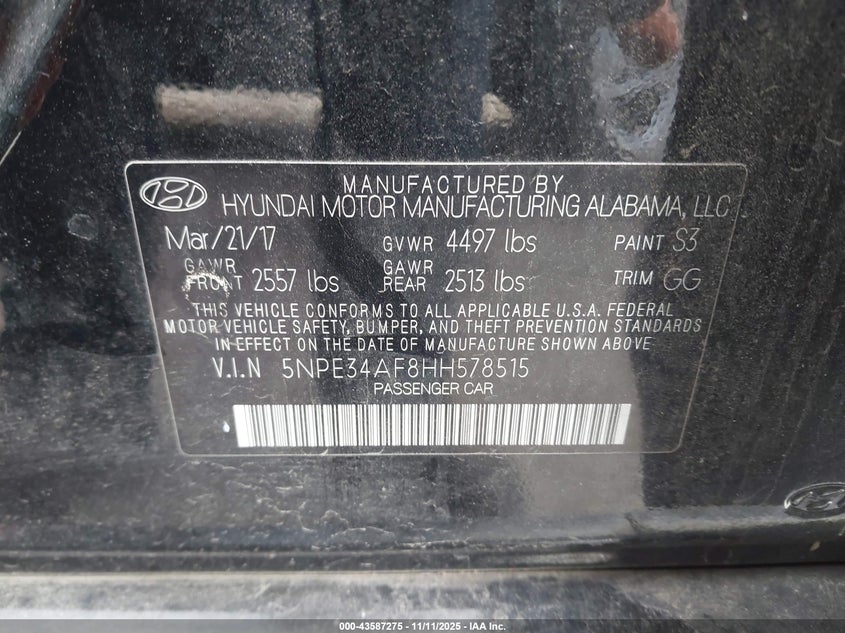 MANUFACTURED BY
HYUNDAI MOTOR MANUFACTURING ALABAMA, LLC
Mar/21/17 GVWR 4497 lbs PAINT S3
GAWR FRONT 2557 lbs GAWR REAR 2513 lbs TRIM GG
THIS VEHICLE CONFORMS TO ALL APPLICABLE U.S.A. FEDERAL
MOTOR VEHICLE SAFETY, BUMPER, AND THEFT PREVENTION STANDARDS
IN EFFECT ON THE DATE OF MANUFACTURE SHOWN ABOVE
V.I.N 5NPE34AF8HH578515
PASSENGER CAR
000-43587275 - 11/11/2025 - IAA Inc.